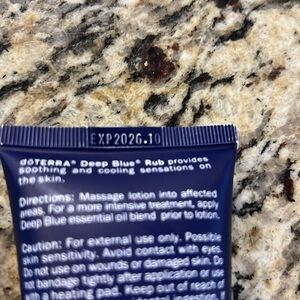 EXP2026.10
dōTERRA® Deep Blue® Rub provides
soothing and cooling sensations on
the skin.
Directions: Massage lotion into affected
areas. For a more intensive treatment, apply
Deep Blue essential oil blend prior to lotion.
Caution: For external use only. Possible
skin sensitivity. Avoid contact with eyes.
Do not use on wounds or damaged skin. Do
not bandage tightly after application or use
with a heating pad. Keep out of reach of